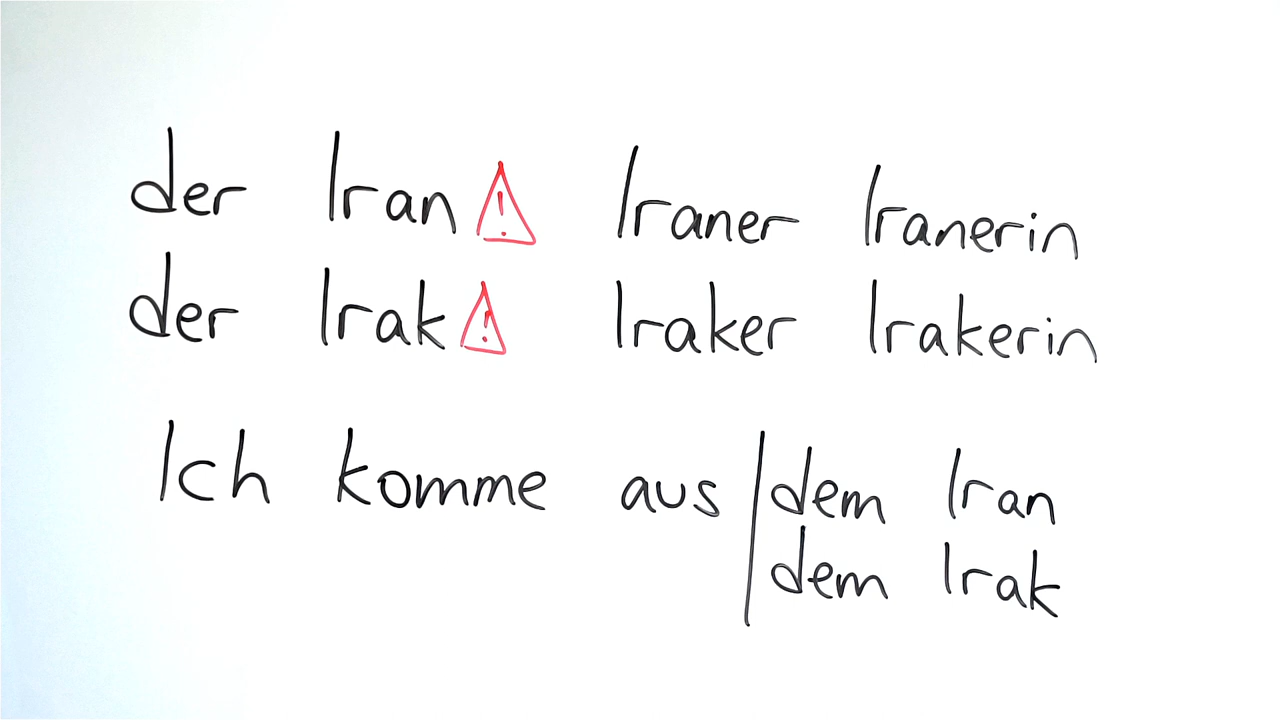 der Iran ! Iraner Iranerin
der Irak ! Iraker Irakerin
Ich komme aus dem Iran
dem Irak